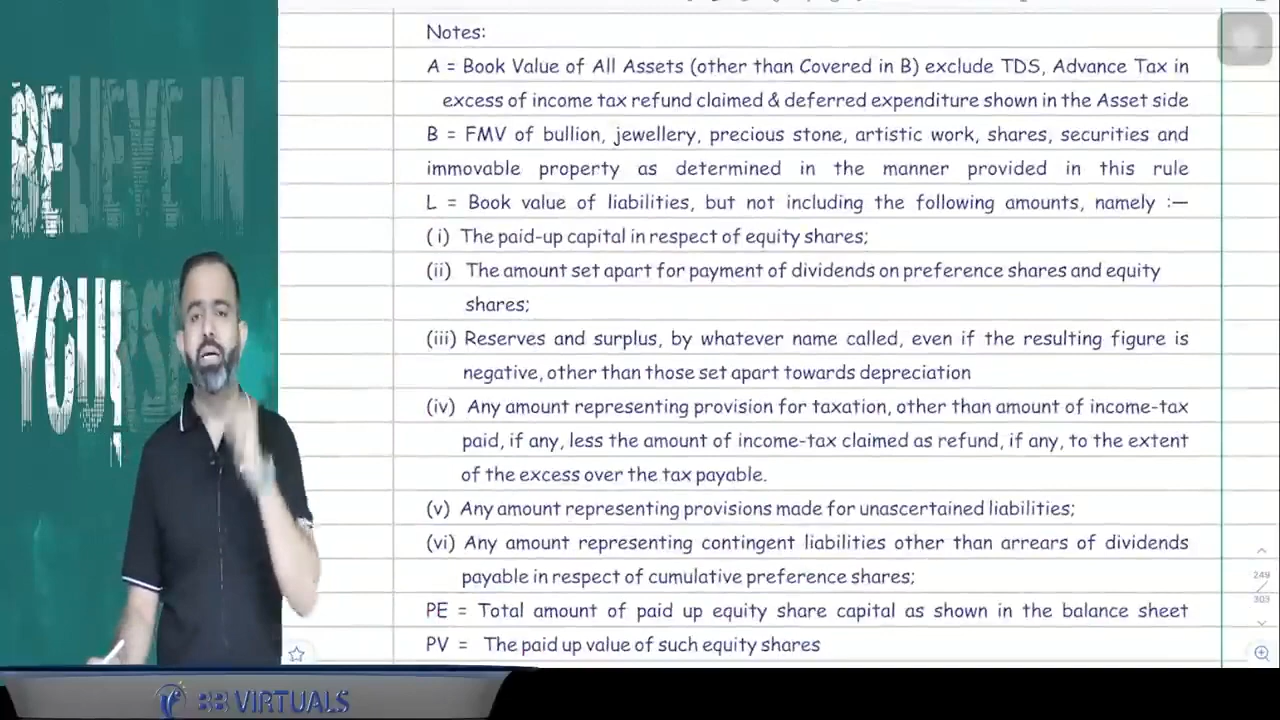 BELIEVE IN
YOURS
Notes:
A = Book Value of All Assets (other than Covered in B) exclude TDS, Advance Tax in
excess of income tax refund claimed & deferred expenditure shown in the Asset side
B = FMV of bullion, jewellery, precious stone, artistic work, shares, securities and
immovable property as determined in the manner provided in this rule
L = Book value of liabilities, but not including the following amounts, namely :—
(i) The paid-up capital in respect of equity shares;
(ii) The amount set apart for payment of dividends on preference shares and equity
shares;
(iii) Reserves and surplus, by whatever name called, even if the resulting figure is
negative, other than those set apart towards depreciation
(iv) Any amount representing provision for taxation, other than amount of income-tax
paid, if any, less the amount of income-tax claimed as refund, if any, to the extent
of the excess over the tax payable.
(v) Any amount representing provisions made for unascertained liabilities;
(vi) Any amount representing contingent liabilities other than arrears of dividends
payable in respect of cumulative preference shares;
PE = Total amount of paid up equity share capital as shown in the balance sheet
PV = The paid up value of such equity shares
249
303
BB VIRTUALS